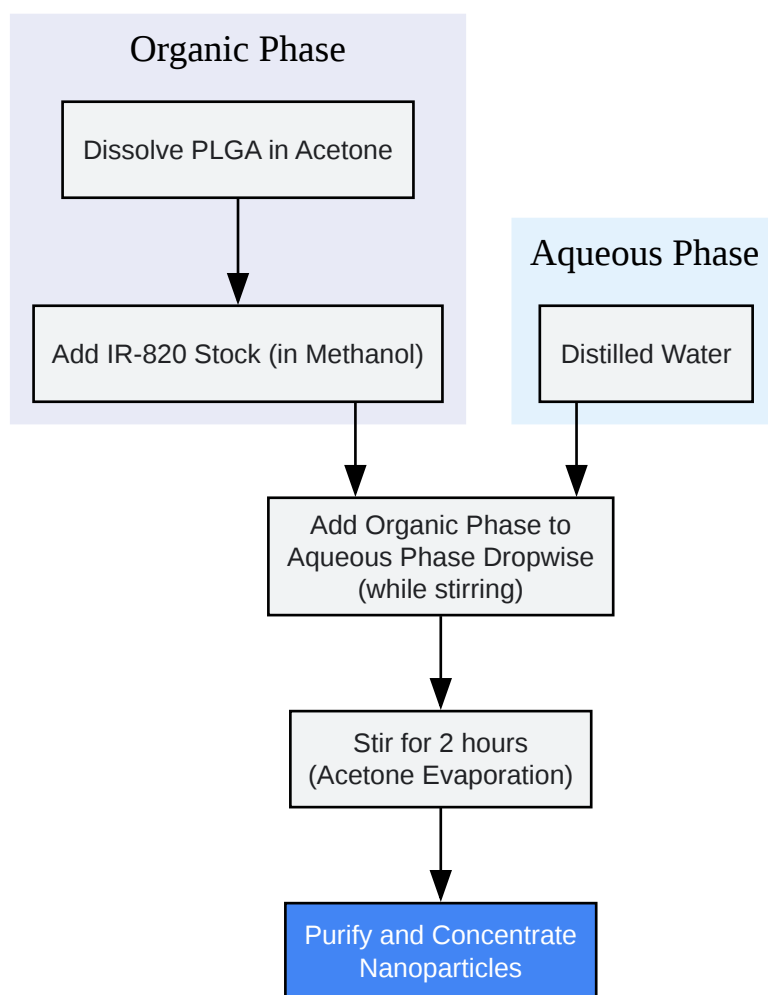 Organic Phase
Dissolve PLGA in Acetone
Add IR-820 Stock (in Methanol)
Aqueous Phase
Distilled Water
Add Organic Phase to
Aqueous Phase Dropwise
(while stirring)
Stir for 2 hours
(Acetone Evaporation)
Purify and Concentrate
Nanoparticles